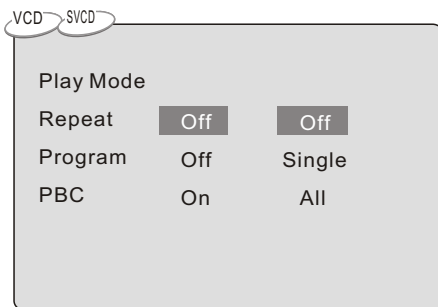 VCD SVCD
Play Mode
Repeat Off Off
Program Off Single
PBC On All